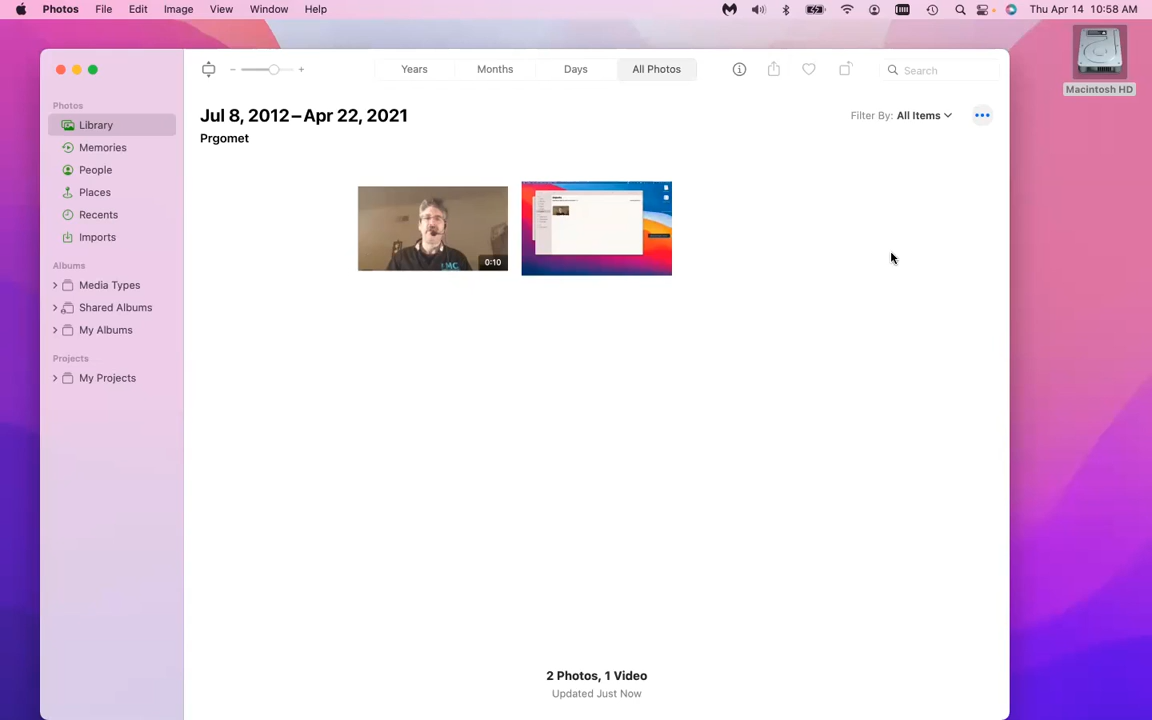 Photos File Edit Image View Window Help Thu Apr 14 10:58 AM
Macintosh HD
Years Months Days All Photos Search
Photos
Library
Memories
People
Places
Recents
Imports
Albums
Media Types
Shared Albums
My Albums
Projects
My Projects
Jul 8, 2012 – Apr 22, 2021
Prgomet
Filter By: All Items
0:10
2 Photos, 1 Video
Updated Just Now